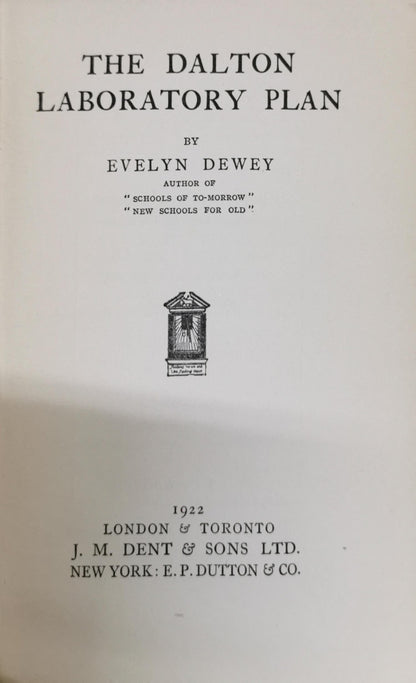 THE DALTON
LABORATORY PLAN
BY
EVELYN DEWEY
AUTHOR OF
"SCHOOLS OF TO-MORROW"
"NEW SCHOOLS FOR OLD"
1922
LONDON & TORONTO
J. M. DENT & SONS LTD.
NEW YORK: E. P. DUTTON & CO.